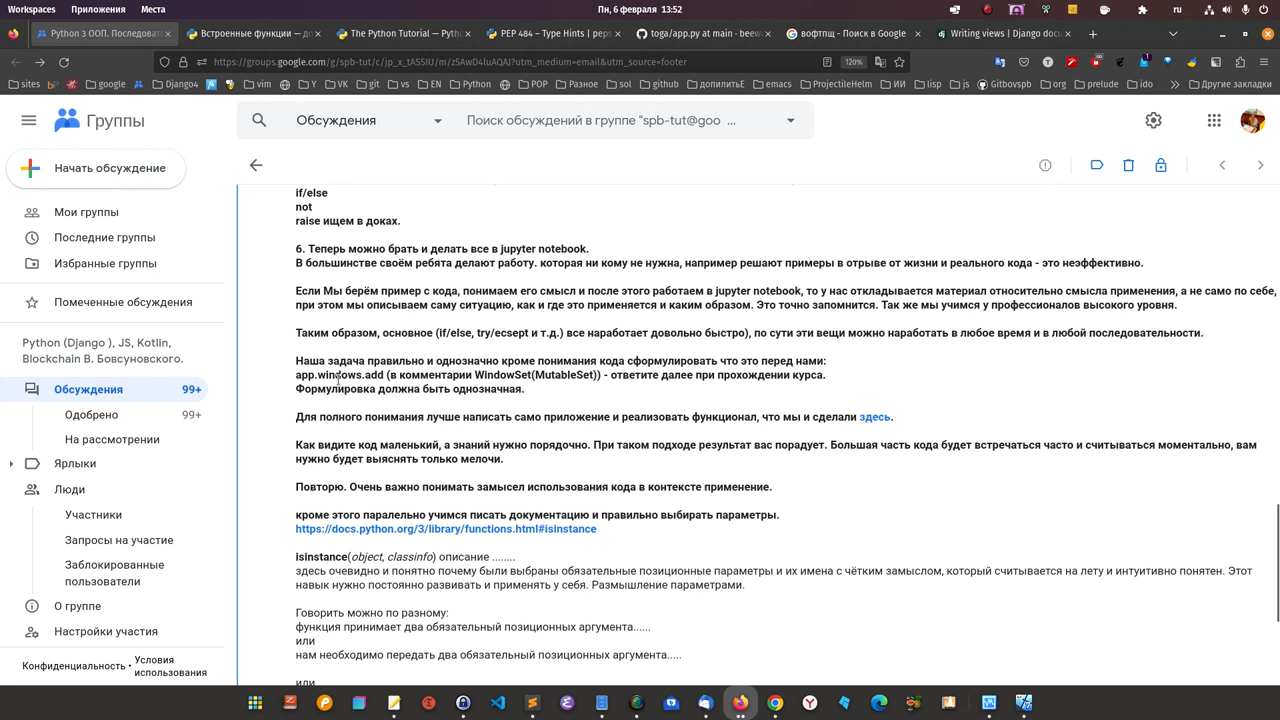 Workspaces Приложения Места Пн, 6 февраля 13:52 ru
Python 3 ООП. Последоват Встроенные функции — до The Python Tutorial — Pytho PEP 484 – Type Hints | peps toga/app.py at main · beew вофтпщ - Поиск в Google Writing views | Django docu
https://groups.google.com/g/spb-tut/c/jp_x_tA55IU/m/z5AwD4luAQAJ?utm_medium=email&utm_source=footer 120%
sites bj google Django4 D vim Y VK git vs EN Python POP Разное sol github допилитьЕ emacs ProjectileHelm ИИ lisp js Gitbovspb org prelude ido Другие закладки
Группы Обсуждения Поиск обсуждений в группе "spb-tut@goo ...
Начать обсуждение
Мои группы
Последние группы
Избранные группы
Помеченные обсуждения
Python (Django ), JS, Kotlin,
Blockchain В. Бовсуновского.
Обсуждения 99+
Одобрено 99+
На рассмотрении
Ярлыки
Люди
Участники
Запросы на участие
Заблокированные
пользователи
О группе
Настройки участия
Конфиденциальность • Условия
использования
if/else
not
raise ищем в доках.
6. Теперь можно брать и делать все в jupyter notebook.
В большинстве своём ребята делают работу. которая ни кому не нужна, например решают примеры в отрыве от жизни и реального кода - это неэффективно.
Если Мы берём пример с кода, понимаем его смысл и после этого работаем в jupyter notebook, то у нас откладывается материал относительно смысла применения, а не само по себе,
при этом мы описываем саму ситуацию, как и где это применяется и каким образом. Это точно запомнится. Так же мы учимся у профессионалов высокого уровня.
Таким образом, основное (if/else, try/ecsept и т.д.) все наработает довольно быстро), по сути эти вещи можно наработать в любое время и в любой последовательности.
Наша задача правильно и однозначно кроме понимания кода сформулировать что это перед нами:
app.windows.add (в комментарии WindowSet(MutableSet)) - ответите далее при прохождении курса.
Формулировка должна быть однозначная.
Для полного понимания лучше написать само приложение и реализовать функционал, что мы и сделали здесь.
Как видите код маленький, а знаний нужно порядочно. При таком подходе результат вас порадует. Большая часть кода будет встречаться часто и считываться моментально, вам
нужно будет выяснять только мелочи.
Повторю. Очень важно понимать замысел использования кода в контексте применение.
кроме этого паралельно учимся писать документацию и правильно выбирать параметры.
https://docs.python.org/3/library/functions.html#isinstance
isinstance(object, classinfo) описание ........
здесь очевидно и понятно почему были выбраны обязательные позиционные параметры и их имена с чётким замыслом, который считывается на лету и интуитивно понятен. Этот
навык нужно постоянно развивать и применять у себя. Размышление параметрами.
Говорить можно по разному:
функция принимает два обязательный позиционных аргумента......
или
нам необходимо передать два обязательный позиционных аргумента.....
или